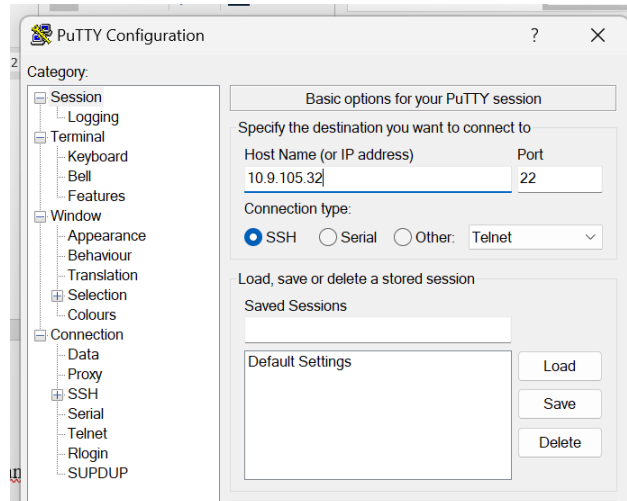 PuTTY Configuration
?
2
Category:
Session
Logging
Terminal
Keyboard
Bell
Features
Window
Appearance
Behaviour
Translation
Selection
Colours
Connection
Data
Proxy
SSH
Serial
Telnet
Rlogin
SUPDUP
Basic options for your PuTTY session
Specify the destination you want to connect to
Host Name (or IP address) Port
10.9.105.32 22
Connection type:
SSH Serial Other: Telnet
Load, save or delete a stored session
Saved Sessions
Default Settings
Load
Save
Delete